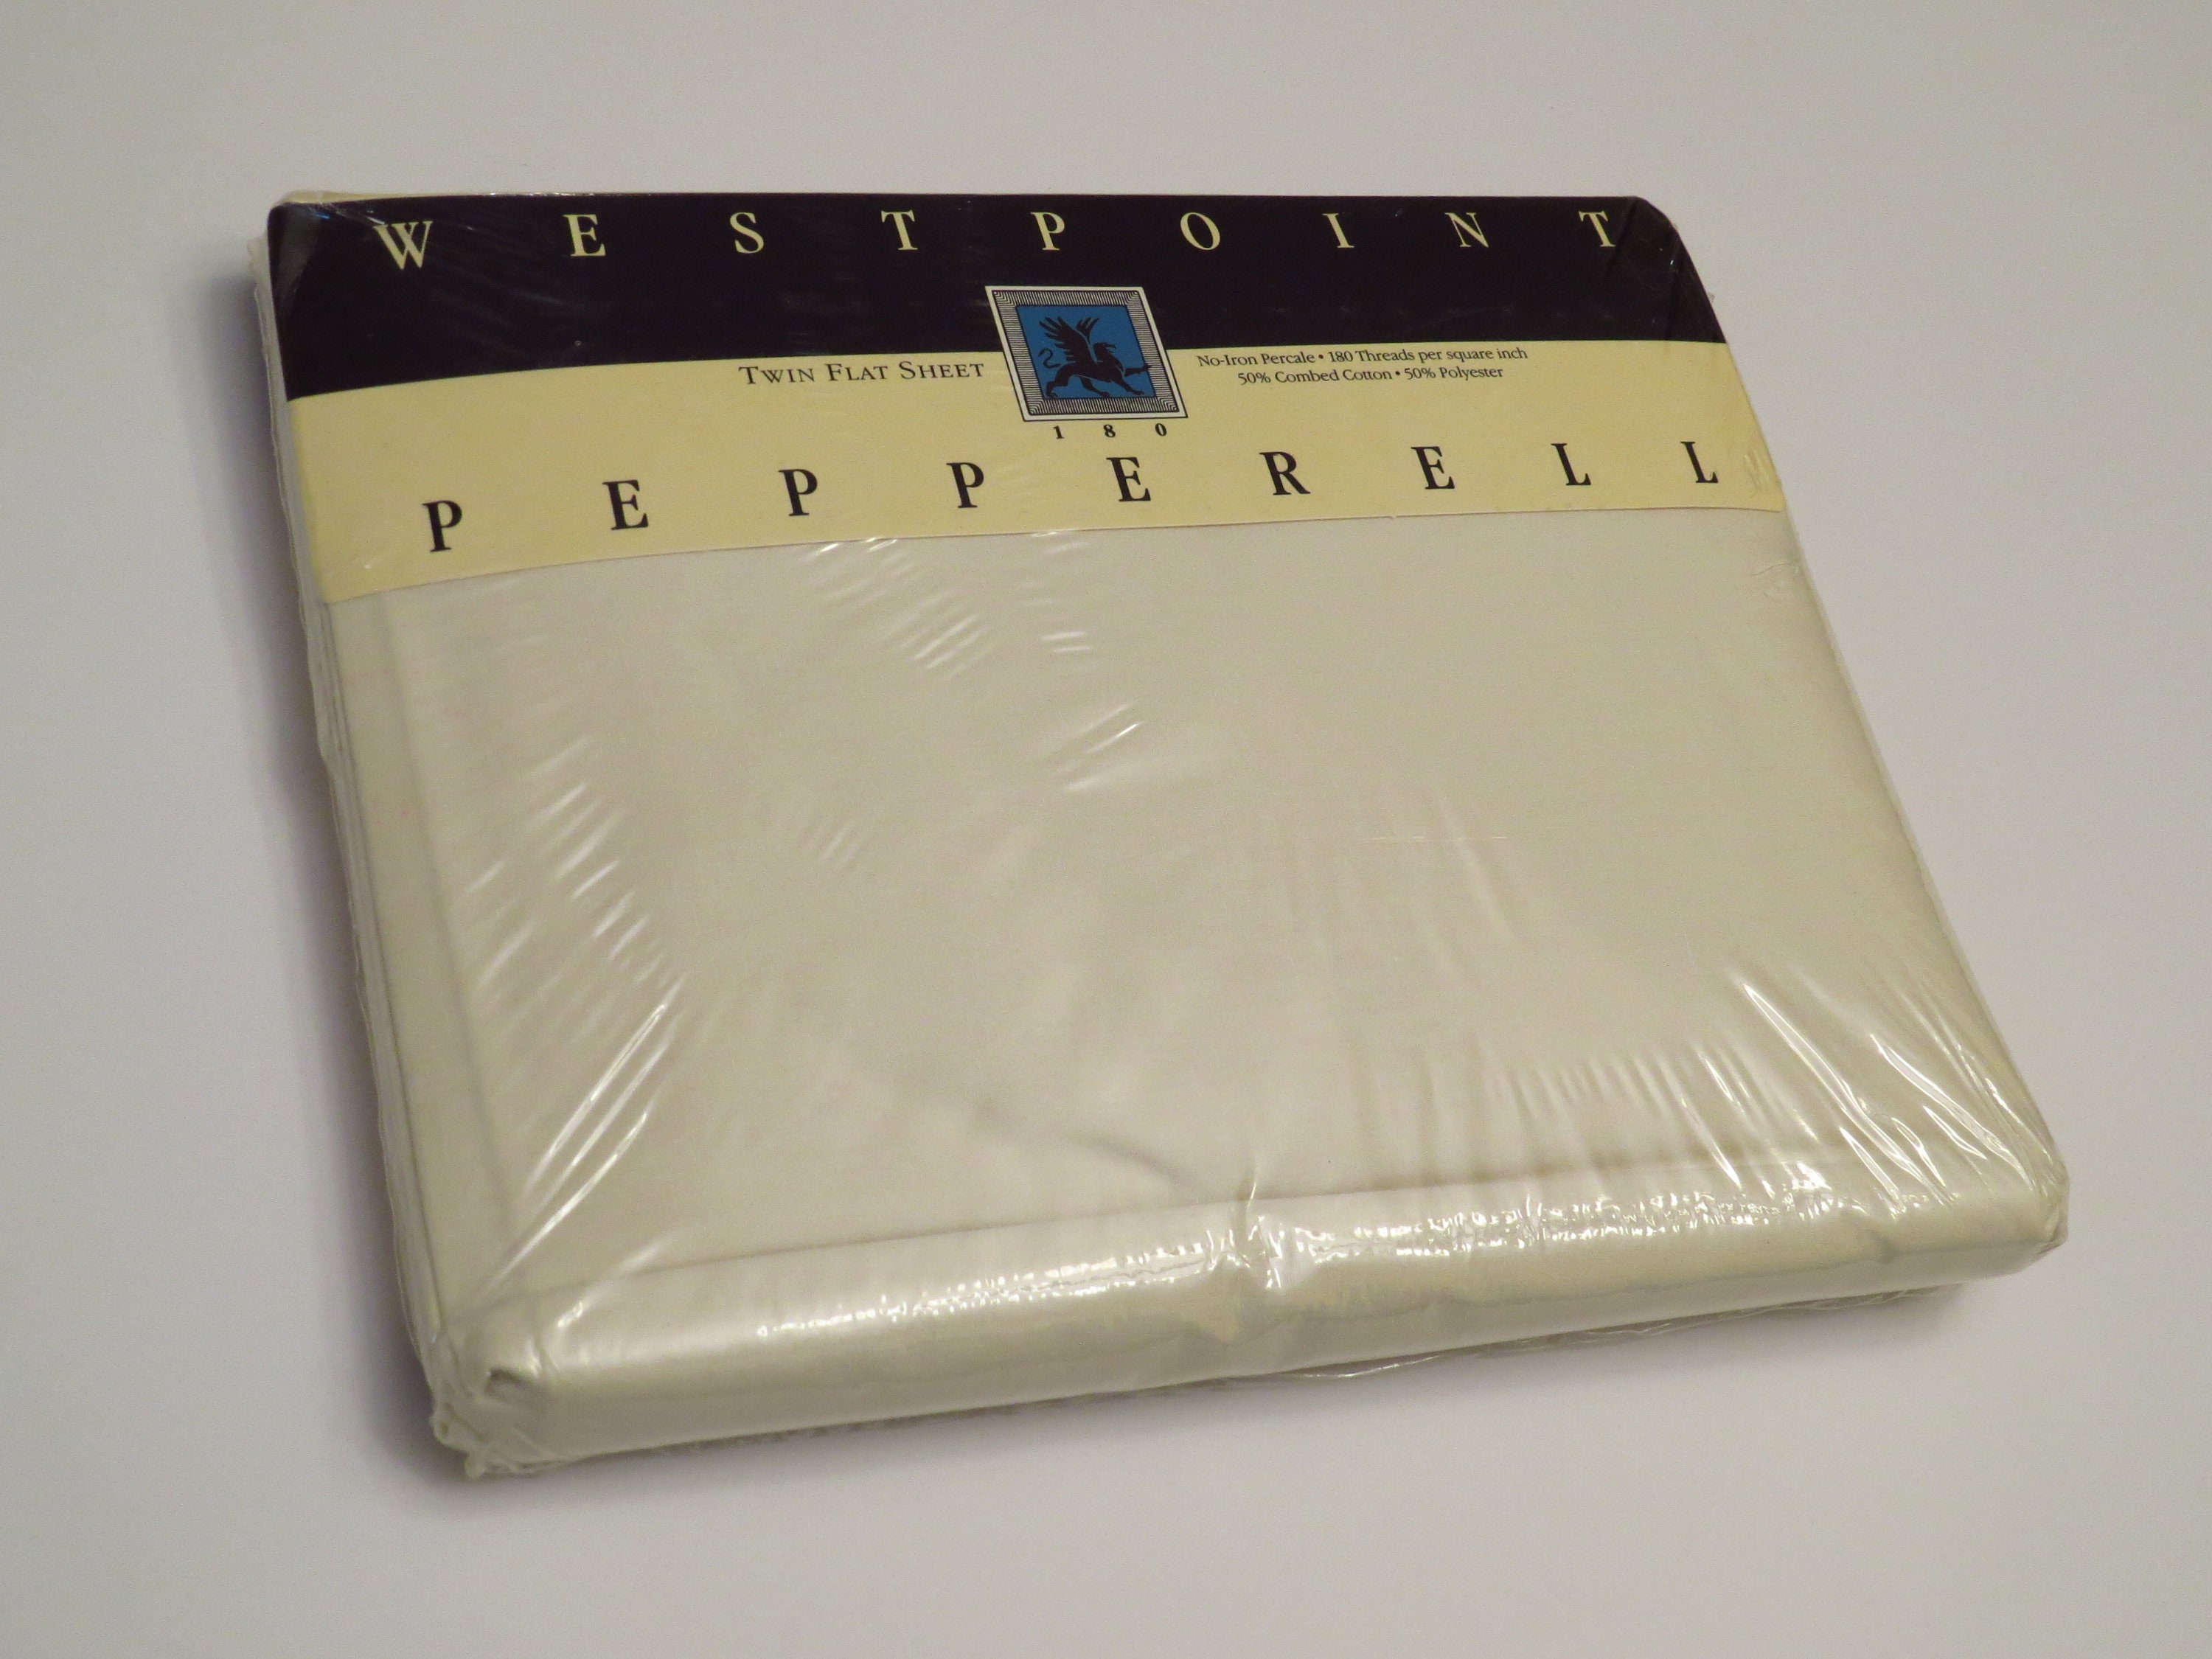 WESTPOINT
TWIN FLAT SHEET
No-Iron Percale • 180 Threads per square inch
50% Combed Cotton • 50% Polyester
180
PEPPERELL